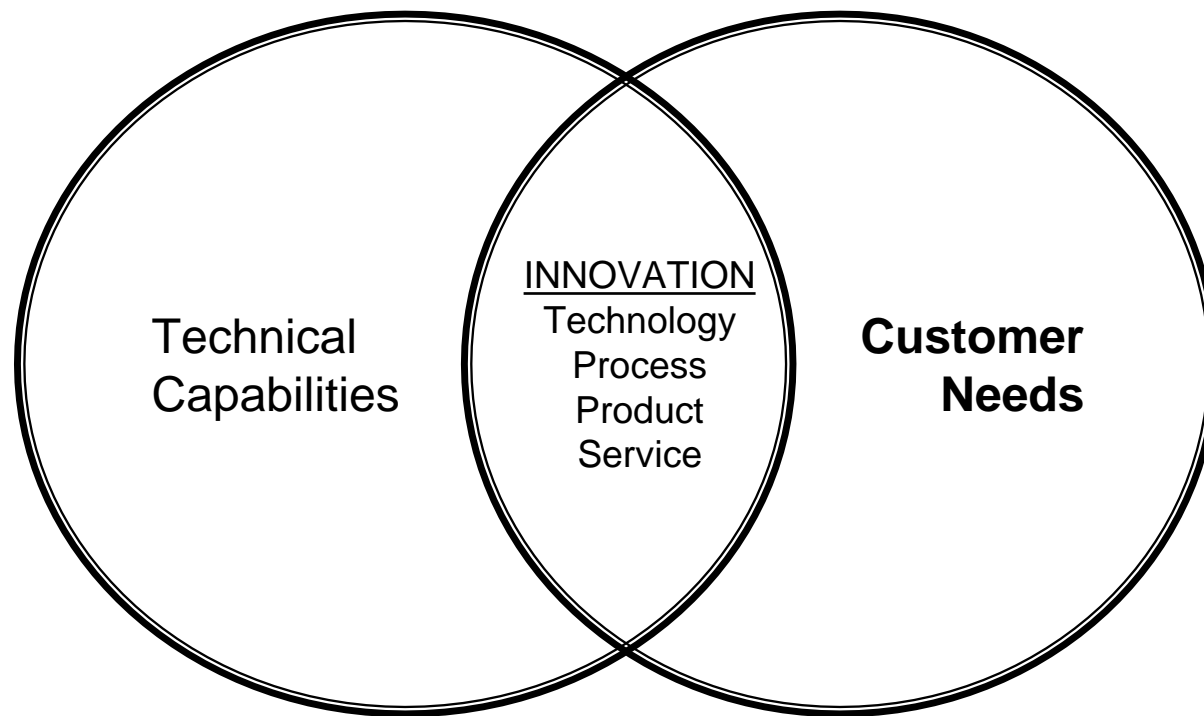 Technical
Capabilities
INNOVATION
Technology
Process
Product
Service
Customer
Needs